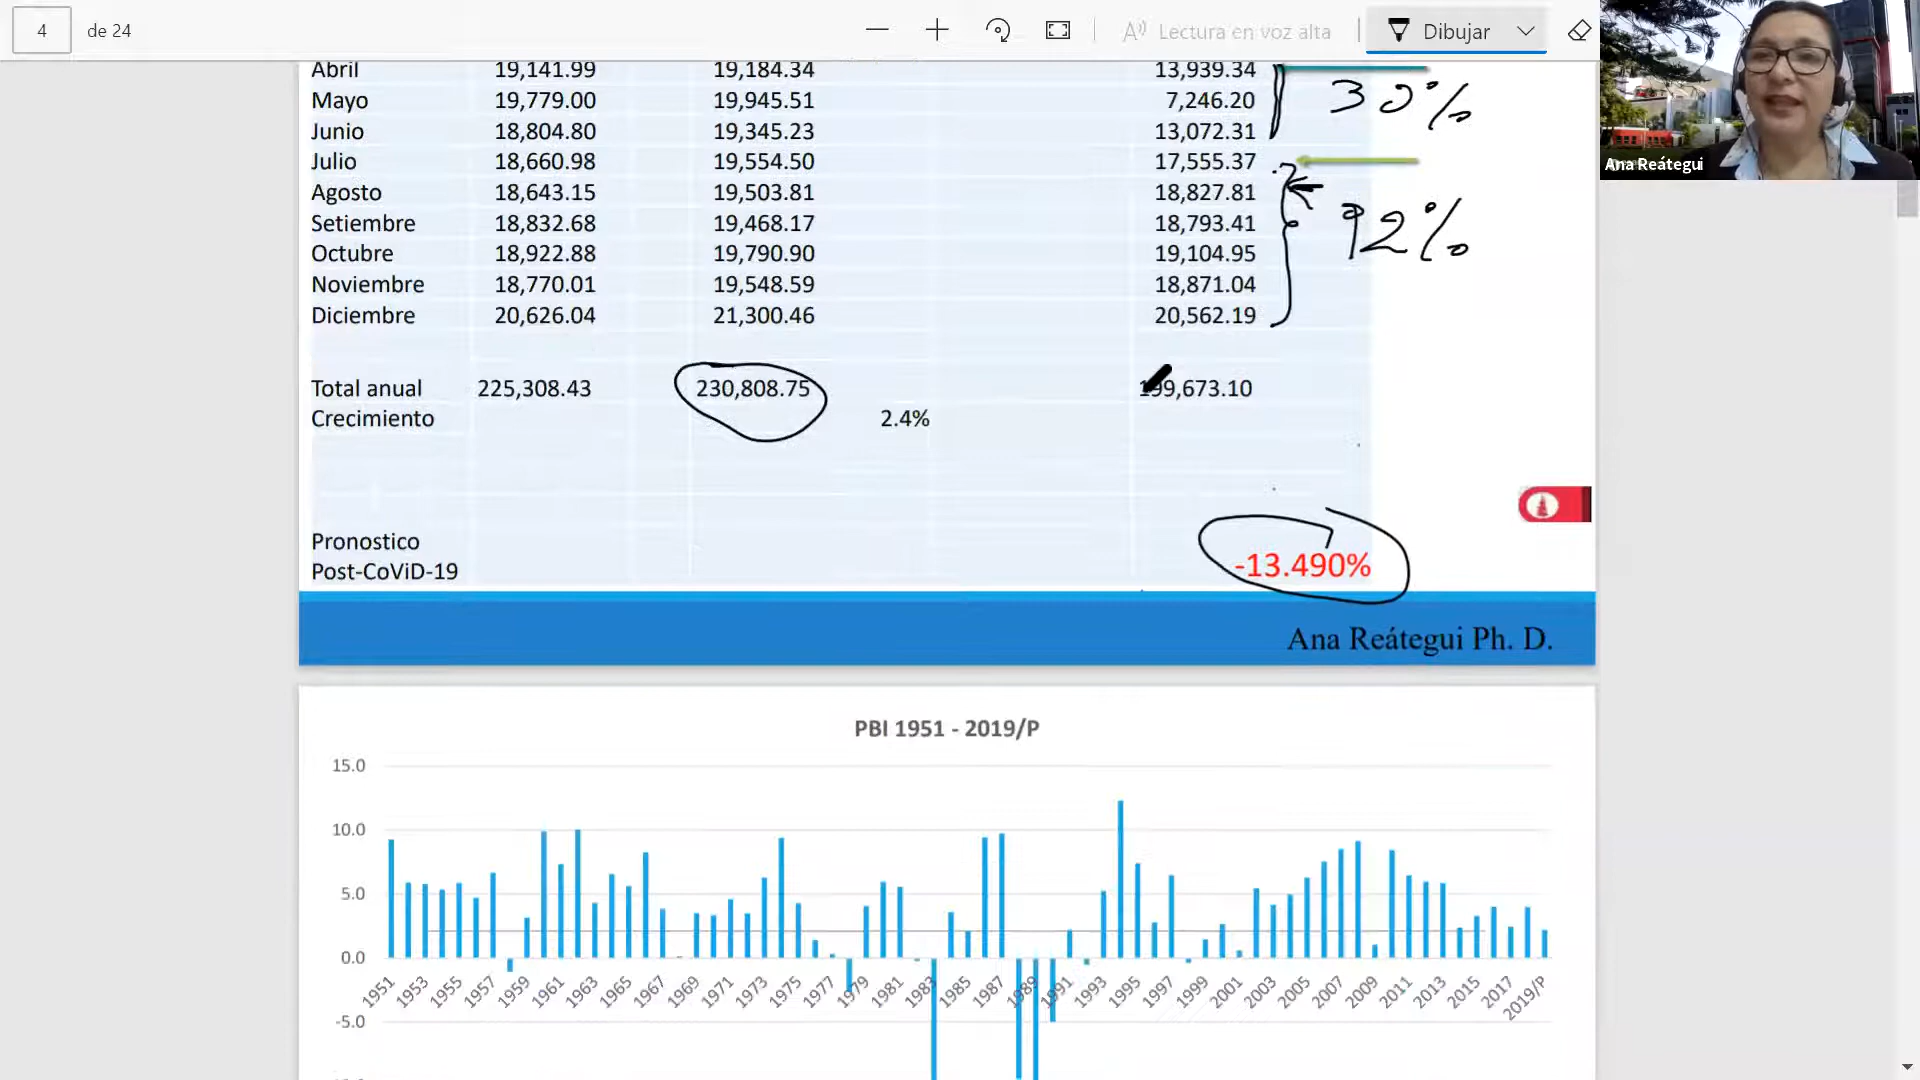 4 de 24 Lectura en voz alta Dibujar
Ana Reátegui
Abril 19,141.99 19,184.34 13,939.34
Mayo 19,779.00 19,945.51 7,246.20
30%
Junio 18,804.80 19,345.23 13,072.31
Julio 18,660.98 19,554.50 17,555.37
Agosto 18,643.15 19,503.81 18,827.81
Setiembre 18,832.68 19,468.17 18,793.41
92%
Octubre 18,922.88 19,790.90 19,104.95
Noviembre 18,770.01 19,548.59 18,871.04
Diciembre 20,626.04 21,300.46 20,562.19
Total anual 225,308.43 230,808.75 199,673.10
Crecimiento 2.4%
Pronostico
Post-CoViD-19 -13.490%
Ana Reátegui Ph. D.
PBI 1951 - 2019/P
15.0
10.0
5.0
0.0
1951 1953 1955 1957 1959 1961 1963 1965 1967 1969 1971 1973 1975 1977 1979 1981 1983 1985 1987 1989 1991 1993 1995 1997 1999 2001 2003 2005 2007 2009 2011 2013 2015 2017 2019/P
-5.0